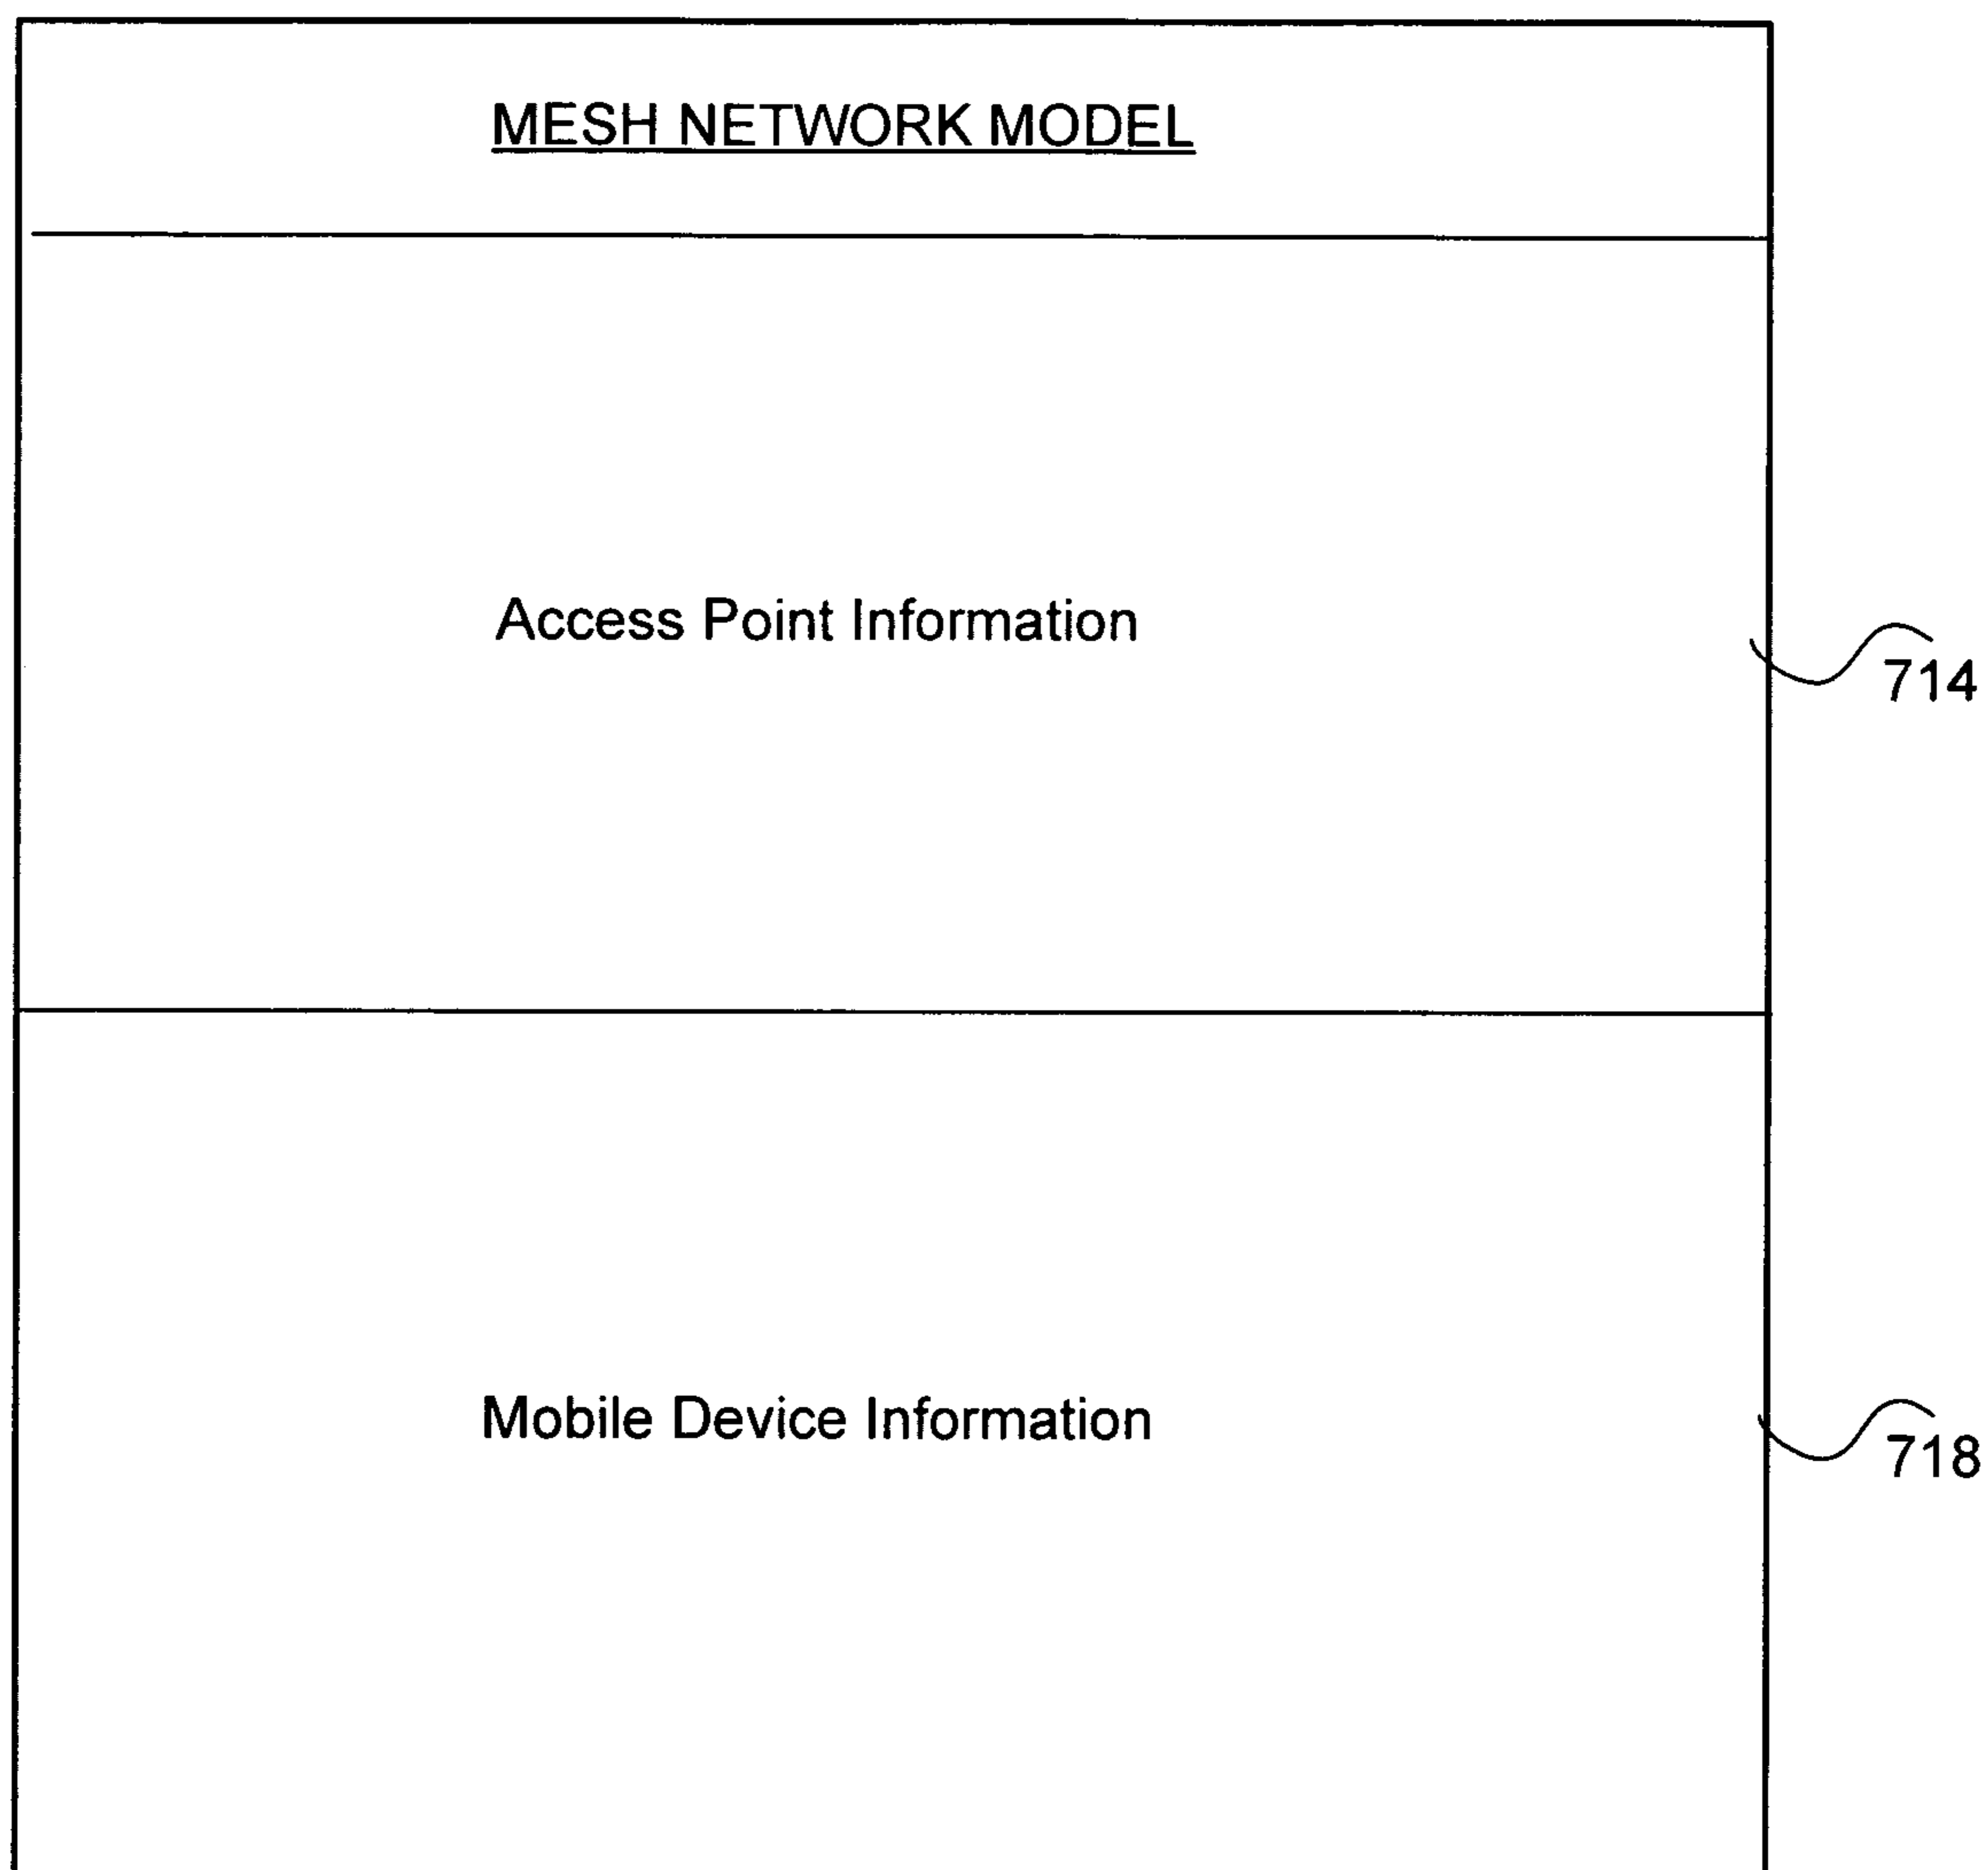 MESH NETWORK MODEL
Access Point Information
714
Mobile Device Information
718